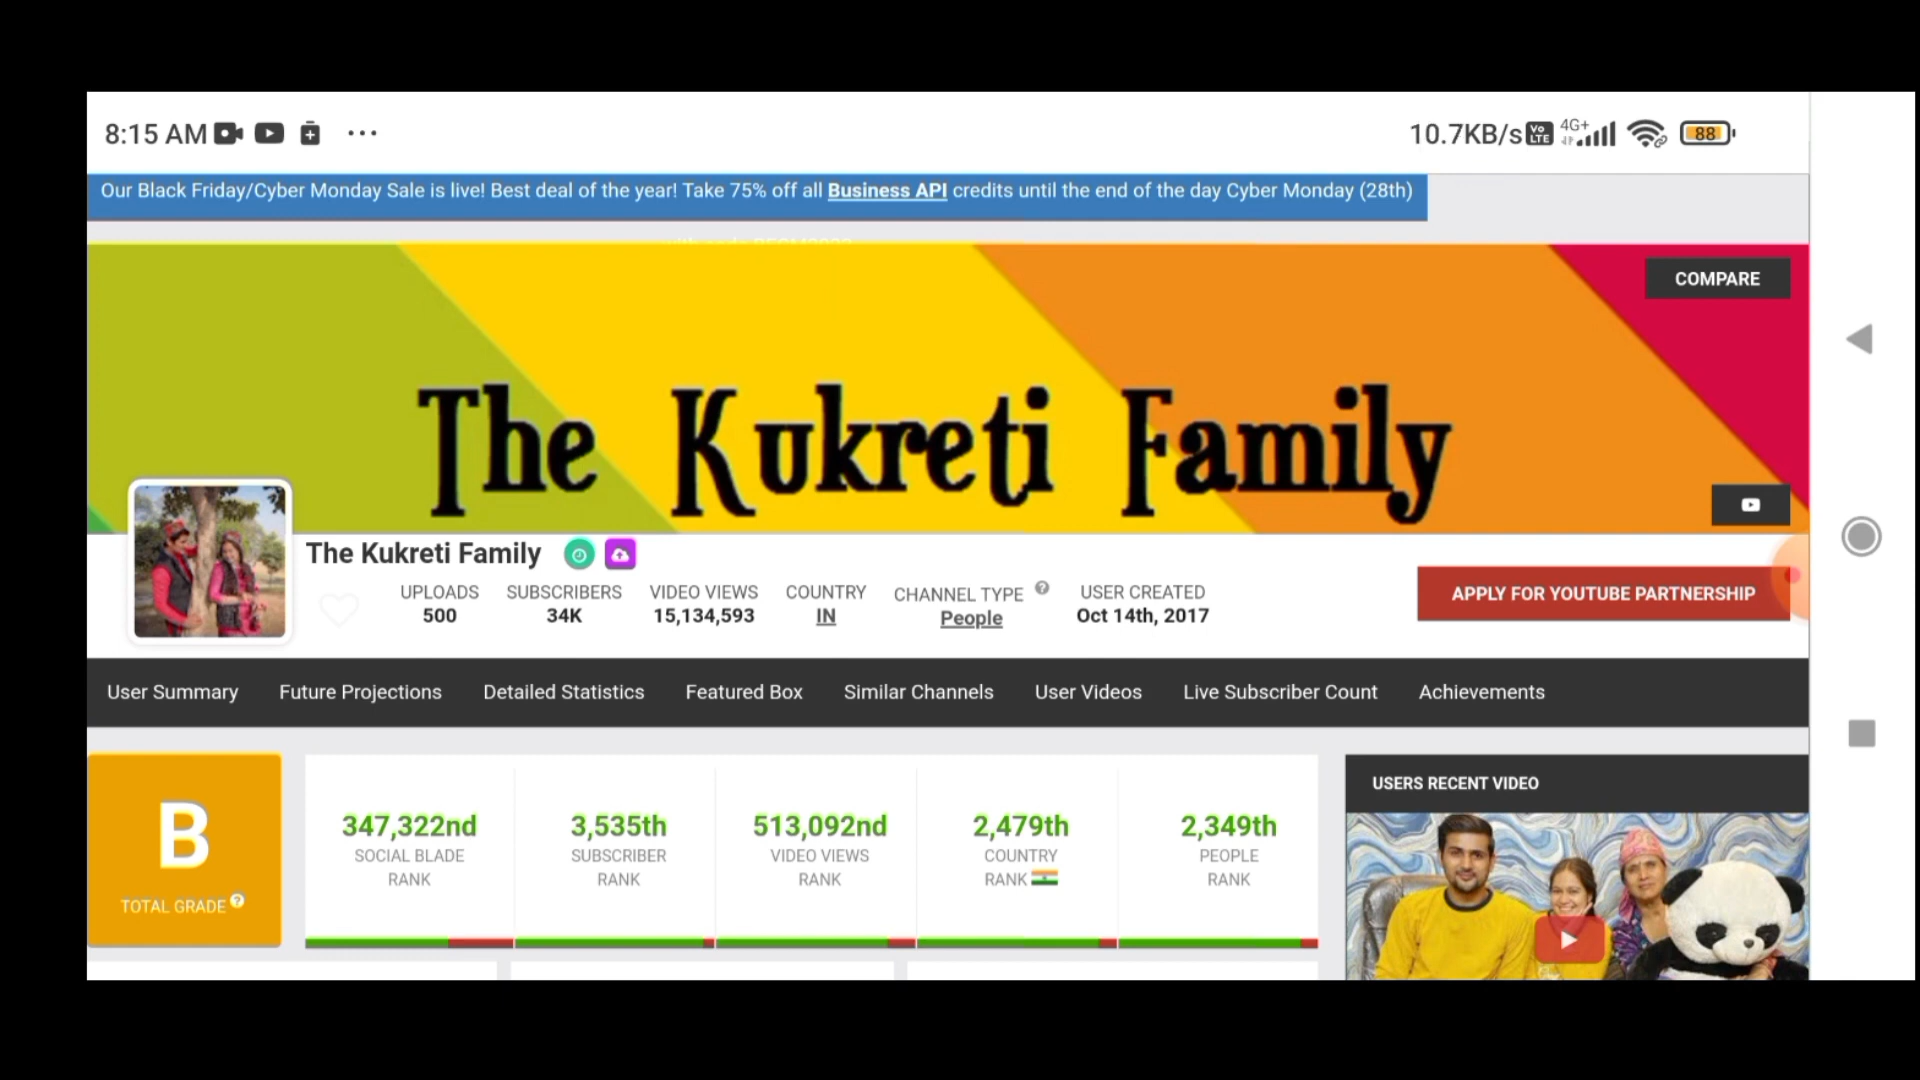 8:15 AM
10.7KB/s Vo LTE 4G+ 88
Our Black Friday/Cyber Monday Sale is live! Best deal of the year! Take 75% off all Business API credits until the end of the day Cyber Monday (28th)
COMPARE
The Kukreti Family
The Kukreti Family
UPLOADS SUBSCRIBERS VIDEO VIEWS COUNTRY CHANNEL TYPE USER CREATED
500 34K 15,134,593 IN People Oct 14th, 2017
APPLY FOR YOUTUBE PARTNERSHIP
User Summary Future Projections Detailed Statistics Featured Box Similar Channels User Videos Live Subscriber Count Achievements
B
TOTAL GRADE
347,322nd 3,535th 513,092nd 2,479th 2,349th
SOCIAL BLADE SUBSCRIBER VIDEO VIEWS COUNTRY PEOPLE
RANK RANK RANK RANK RANK
USERS RECENT VIDEO